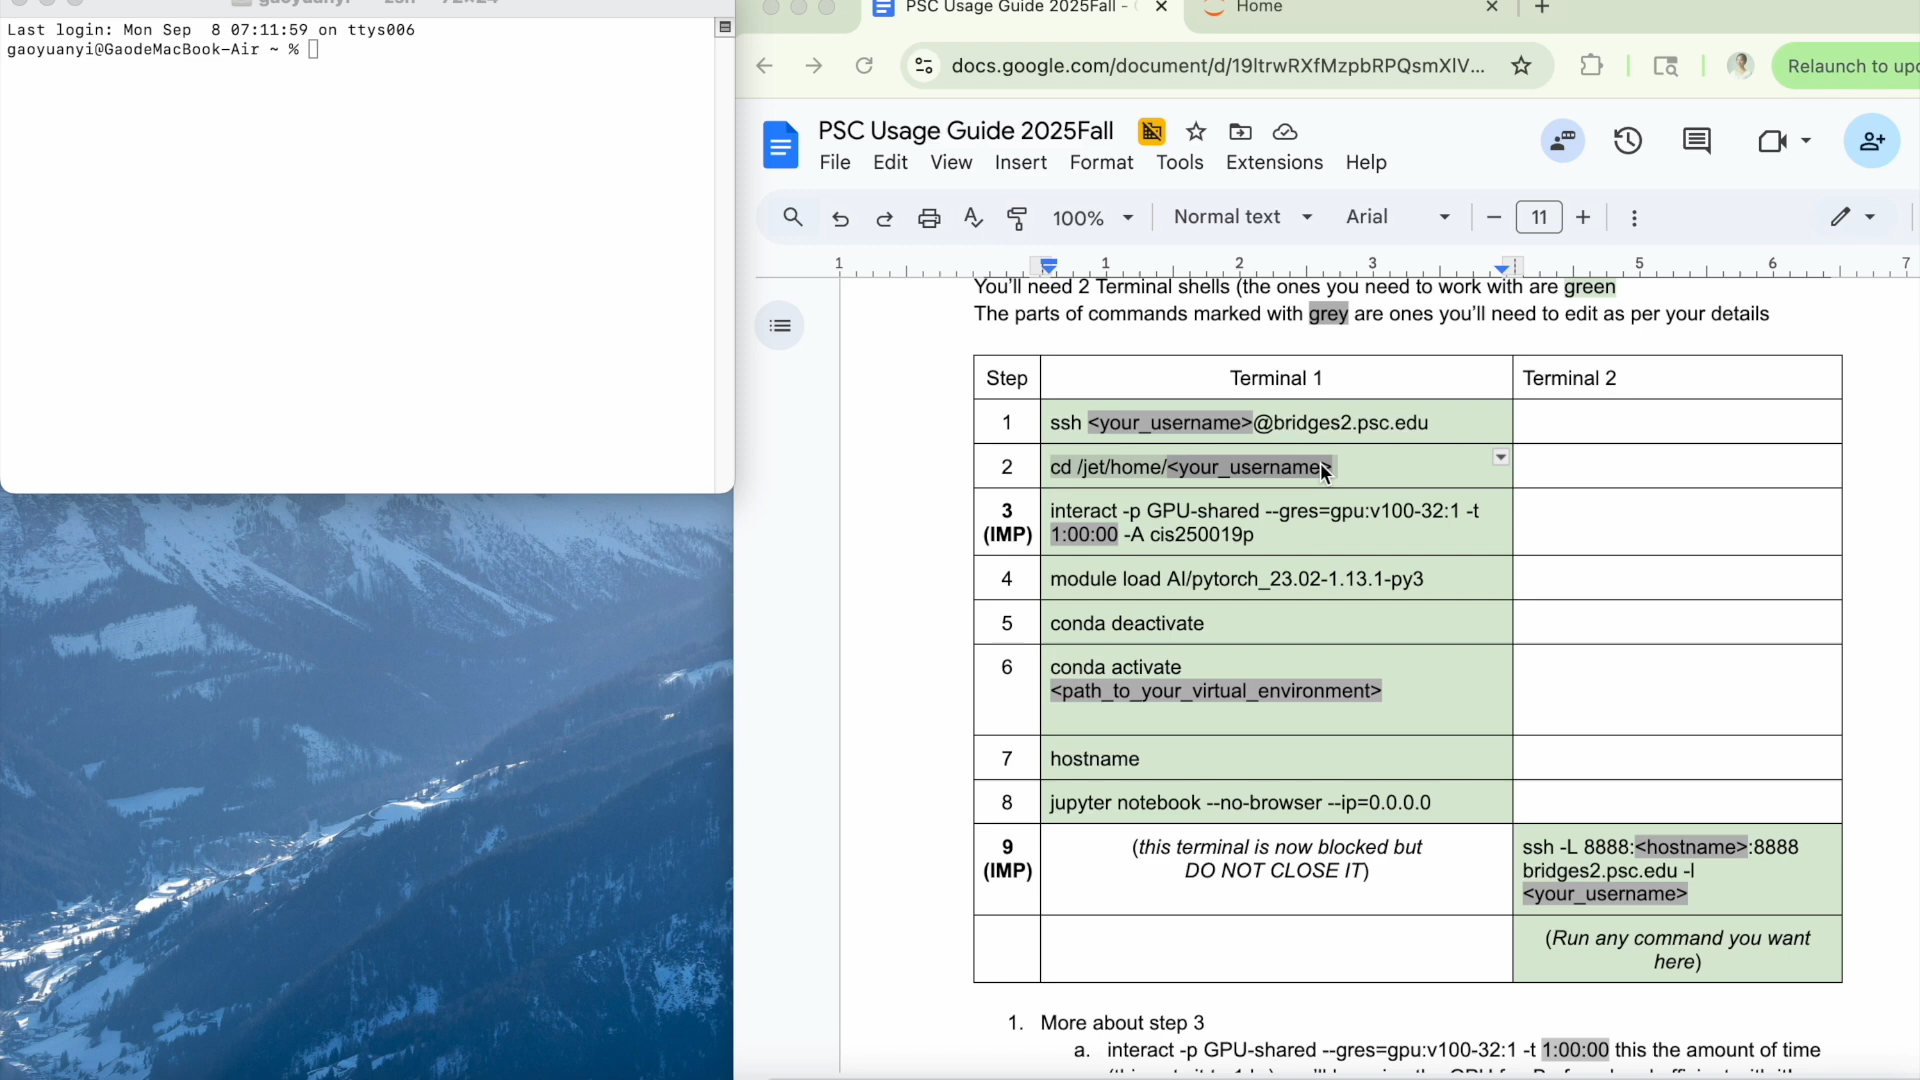 Last login: Mon Sep  8 07:11:59 on ttys006
gaoyuanyi@GaodeMacBook-Air ~ %
PSC Usage Guide 2025Fall -
Home
docs.google.com/document/d/19ltrwRXfMzpbRPQsmXlV...
Relaunch to upd
PSC Usage Guide 2025Fall
File Edit View Insert Format Tools Extensions Help
100% Normal text Arial 11
1 1 2 3 5 6 7
You'll need 2 Terminal shells (the ones you need to work with are green
The parts of commands marked with grey are ones you'll need to edit as per your details
Step Terminal 1 Terminal 2
1 ssh <your_username>@bridges2.psc.edu
2 cd /jet/home/<your_username>
3 interact -p GPU-shared --gres=gpu:v100-32:1 -t
(IMP) 1:00:00 -A cis250019p
4 module load AI/pytorch_23.02-1.13.1-py3
5 conda deactivate
6 conda activate
<path_to_your_virtual_environment>
7 hostname
8 jupyter notebook --no-browser --ip=0.0.0.0
9 (this terminal is now blocked but
(IMP) DO NOT CLOSE IT)
ssh -L 8888:<hostname>:8888
bridges2.psc.edu -l
<your_username>
(Run any command you want
here)
1. More about step 3
a. interact -p GPU-shared --gres=gpu:v100-32:1 -t 1:00:00 this the amount of time